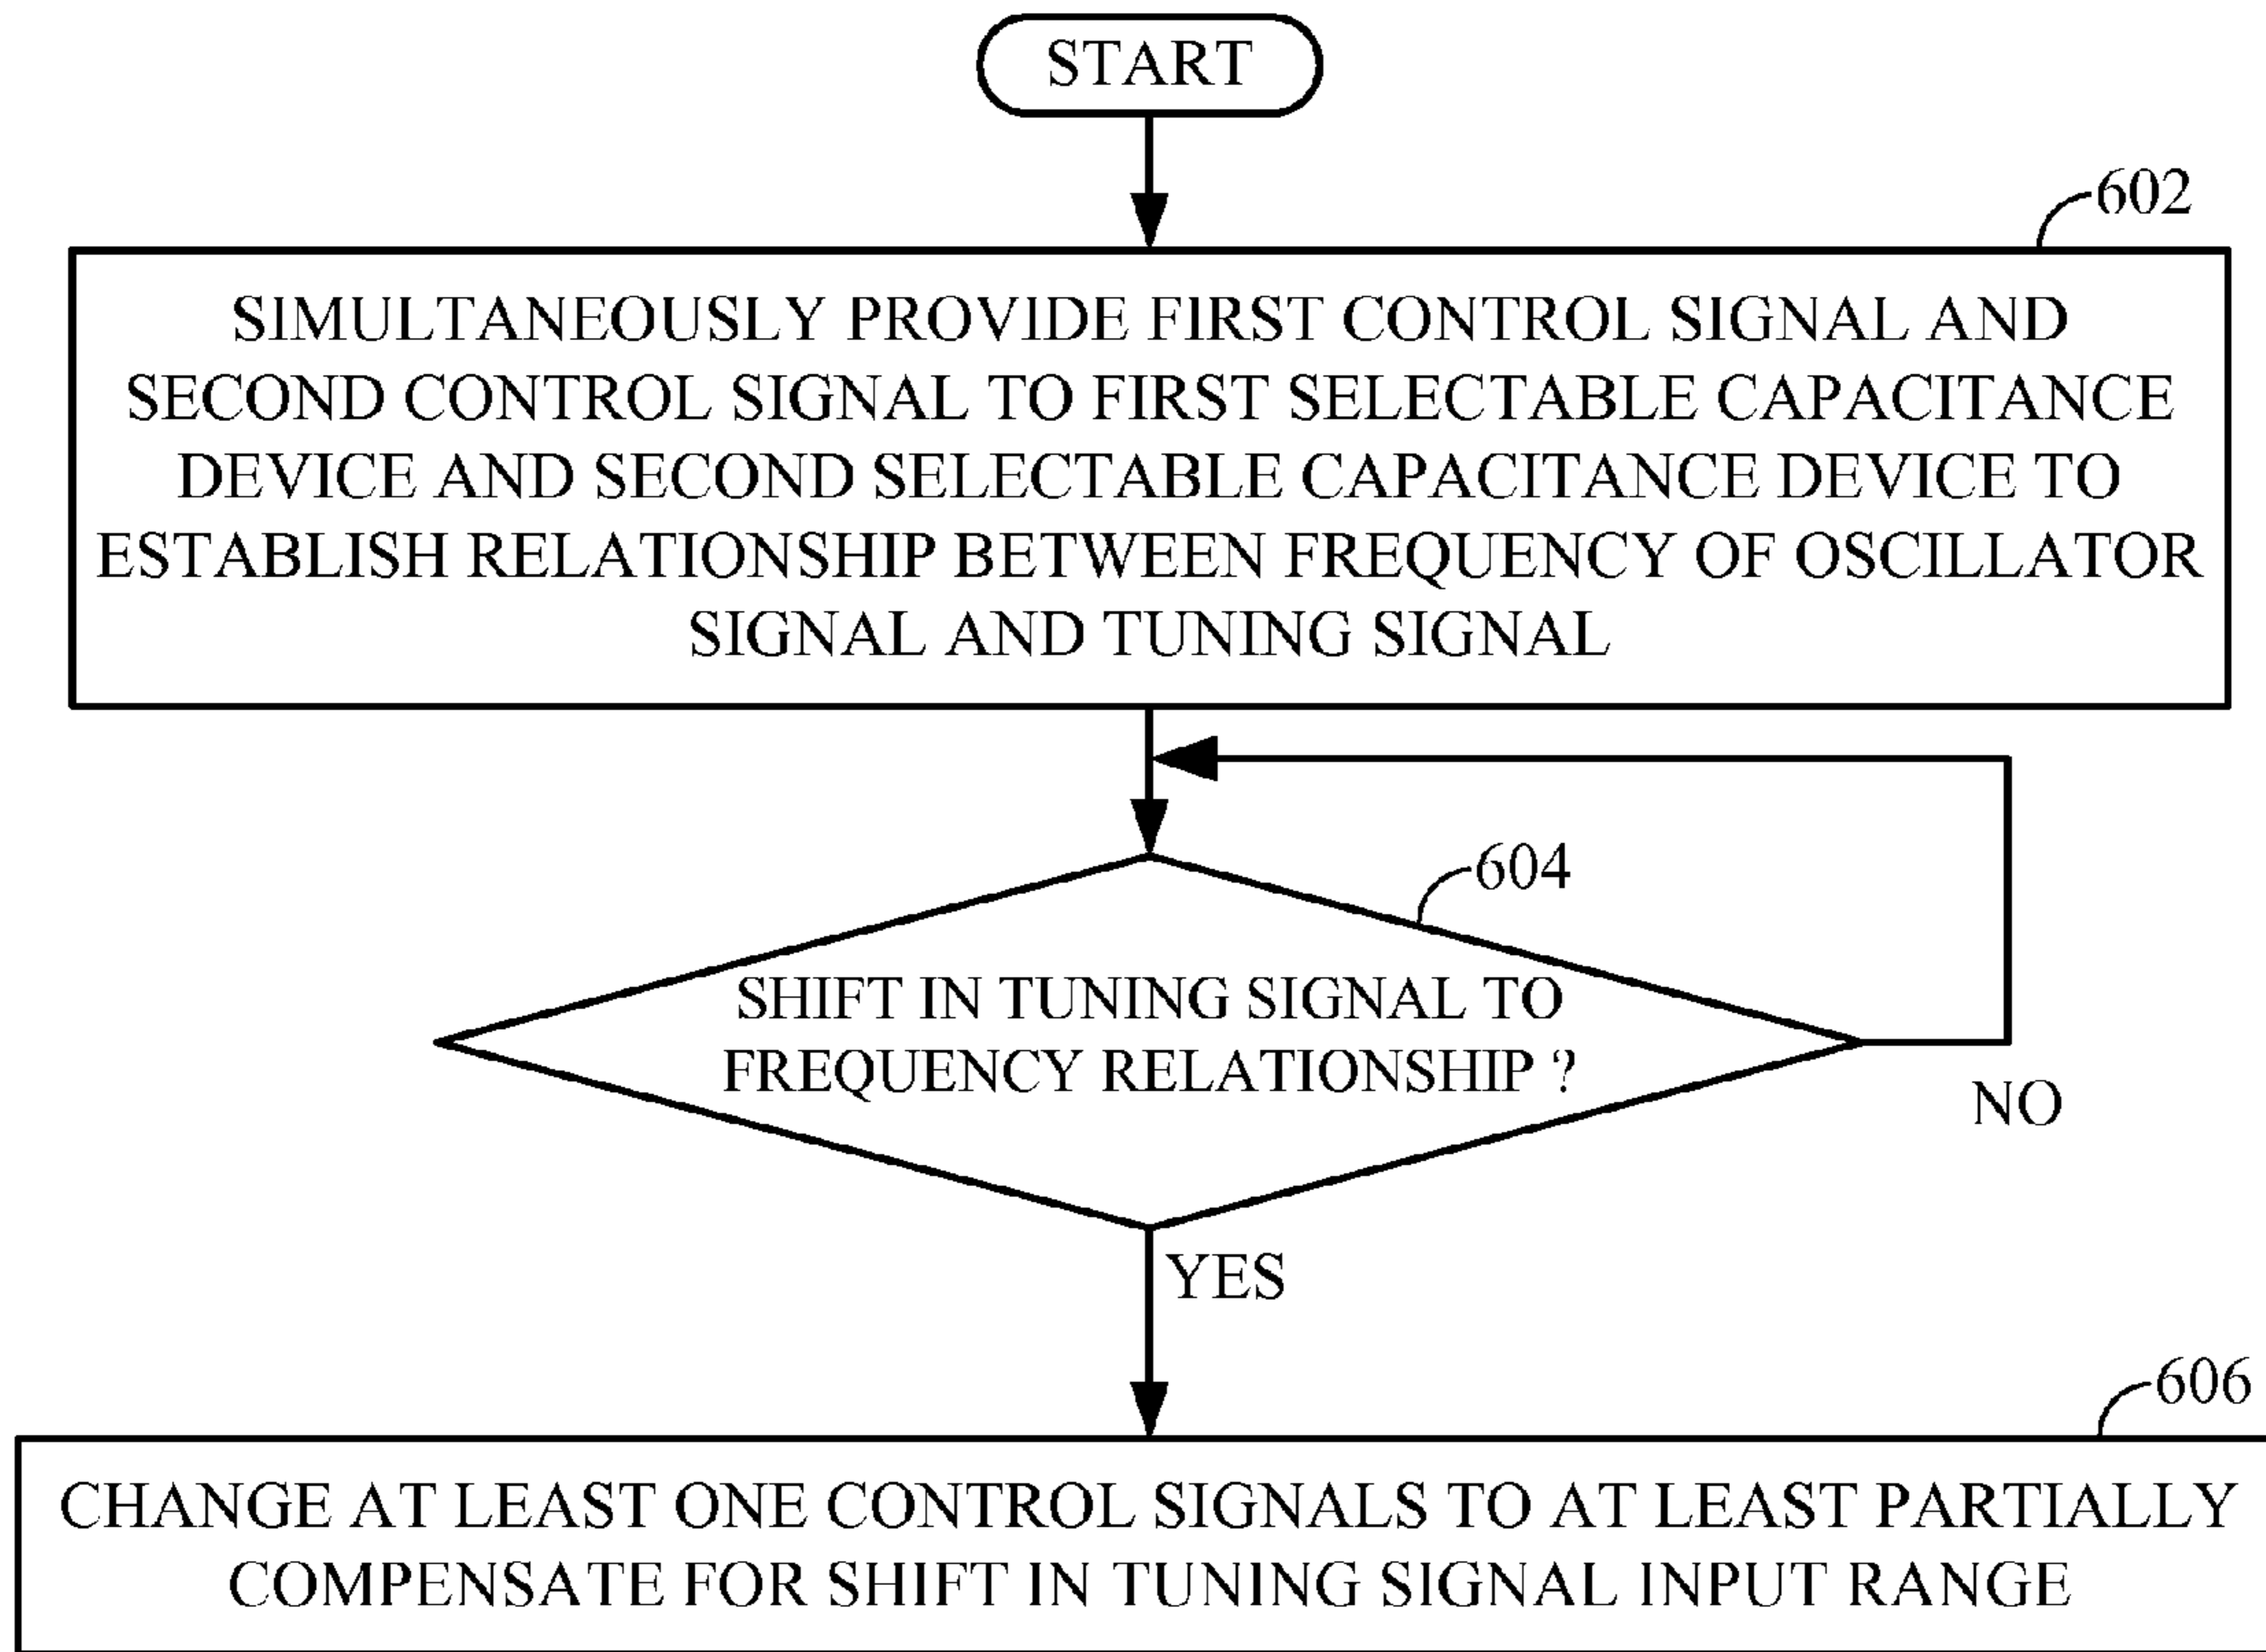 START
602
SIMULTANEOUSLY PROVIDE FIRST CONTROL SIGNAL AND
SECOND CONTROL SIGNAL TO FIRST SELECTABLE CAPACITANCE
DEVICE AND SECOND SELECTABLE CAPACITANCE DEVICE TO
ESTABLISH RELATIONSHIP BETWEEN FREQUENCY OF OSCILLATOR
SIGNAL AND TUNING SIGNAL
604
SHIFT IN TUNING SIGNAL TO
FREQUENCY RELATIONSHIP ?
NO
YES
606
CHANGE AT LEAST ONE CONTROL SIGNALS TO AT LEAST PARTIALLY
COMPENSATE FOR SHIFT IN TUNING SIGNAL INPUT RANGE